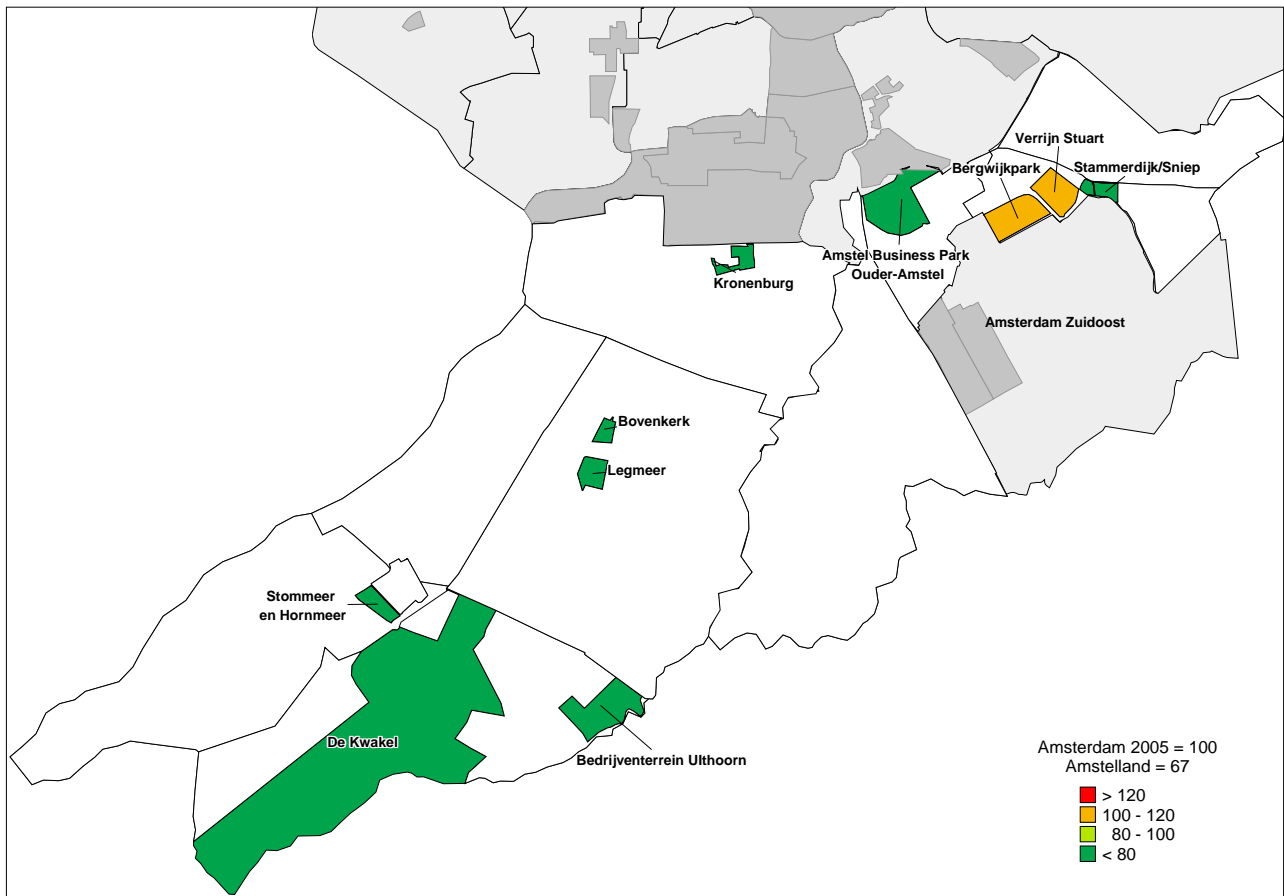 Verrijn Stuart
Bergwijkpark
Stammerdijk/Sniep
Amstel Business Park
Ouder-Amstel
Kronenburg
Amsterdam Zuidoost
Bovenkerk
Legmeer
Stommeer
en Hornmeer
De Kwakel
Bedrijventerrein UIthoorn
Amsterdam 2005 = 100
Amstelland = 67
> 120
100 - 120
80 - 100
< 80